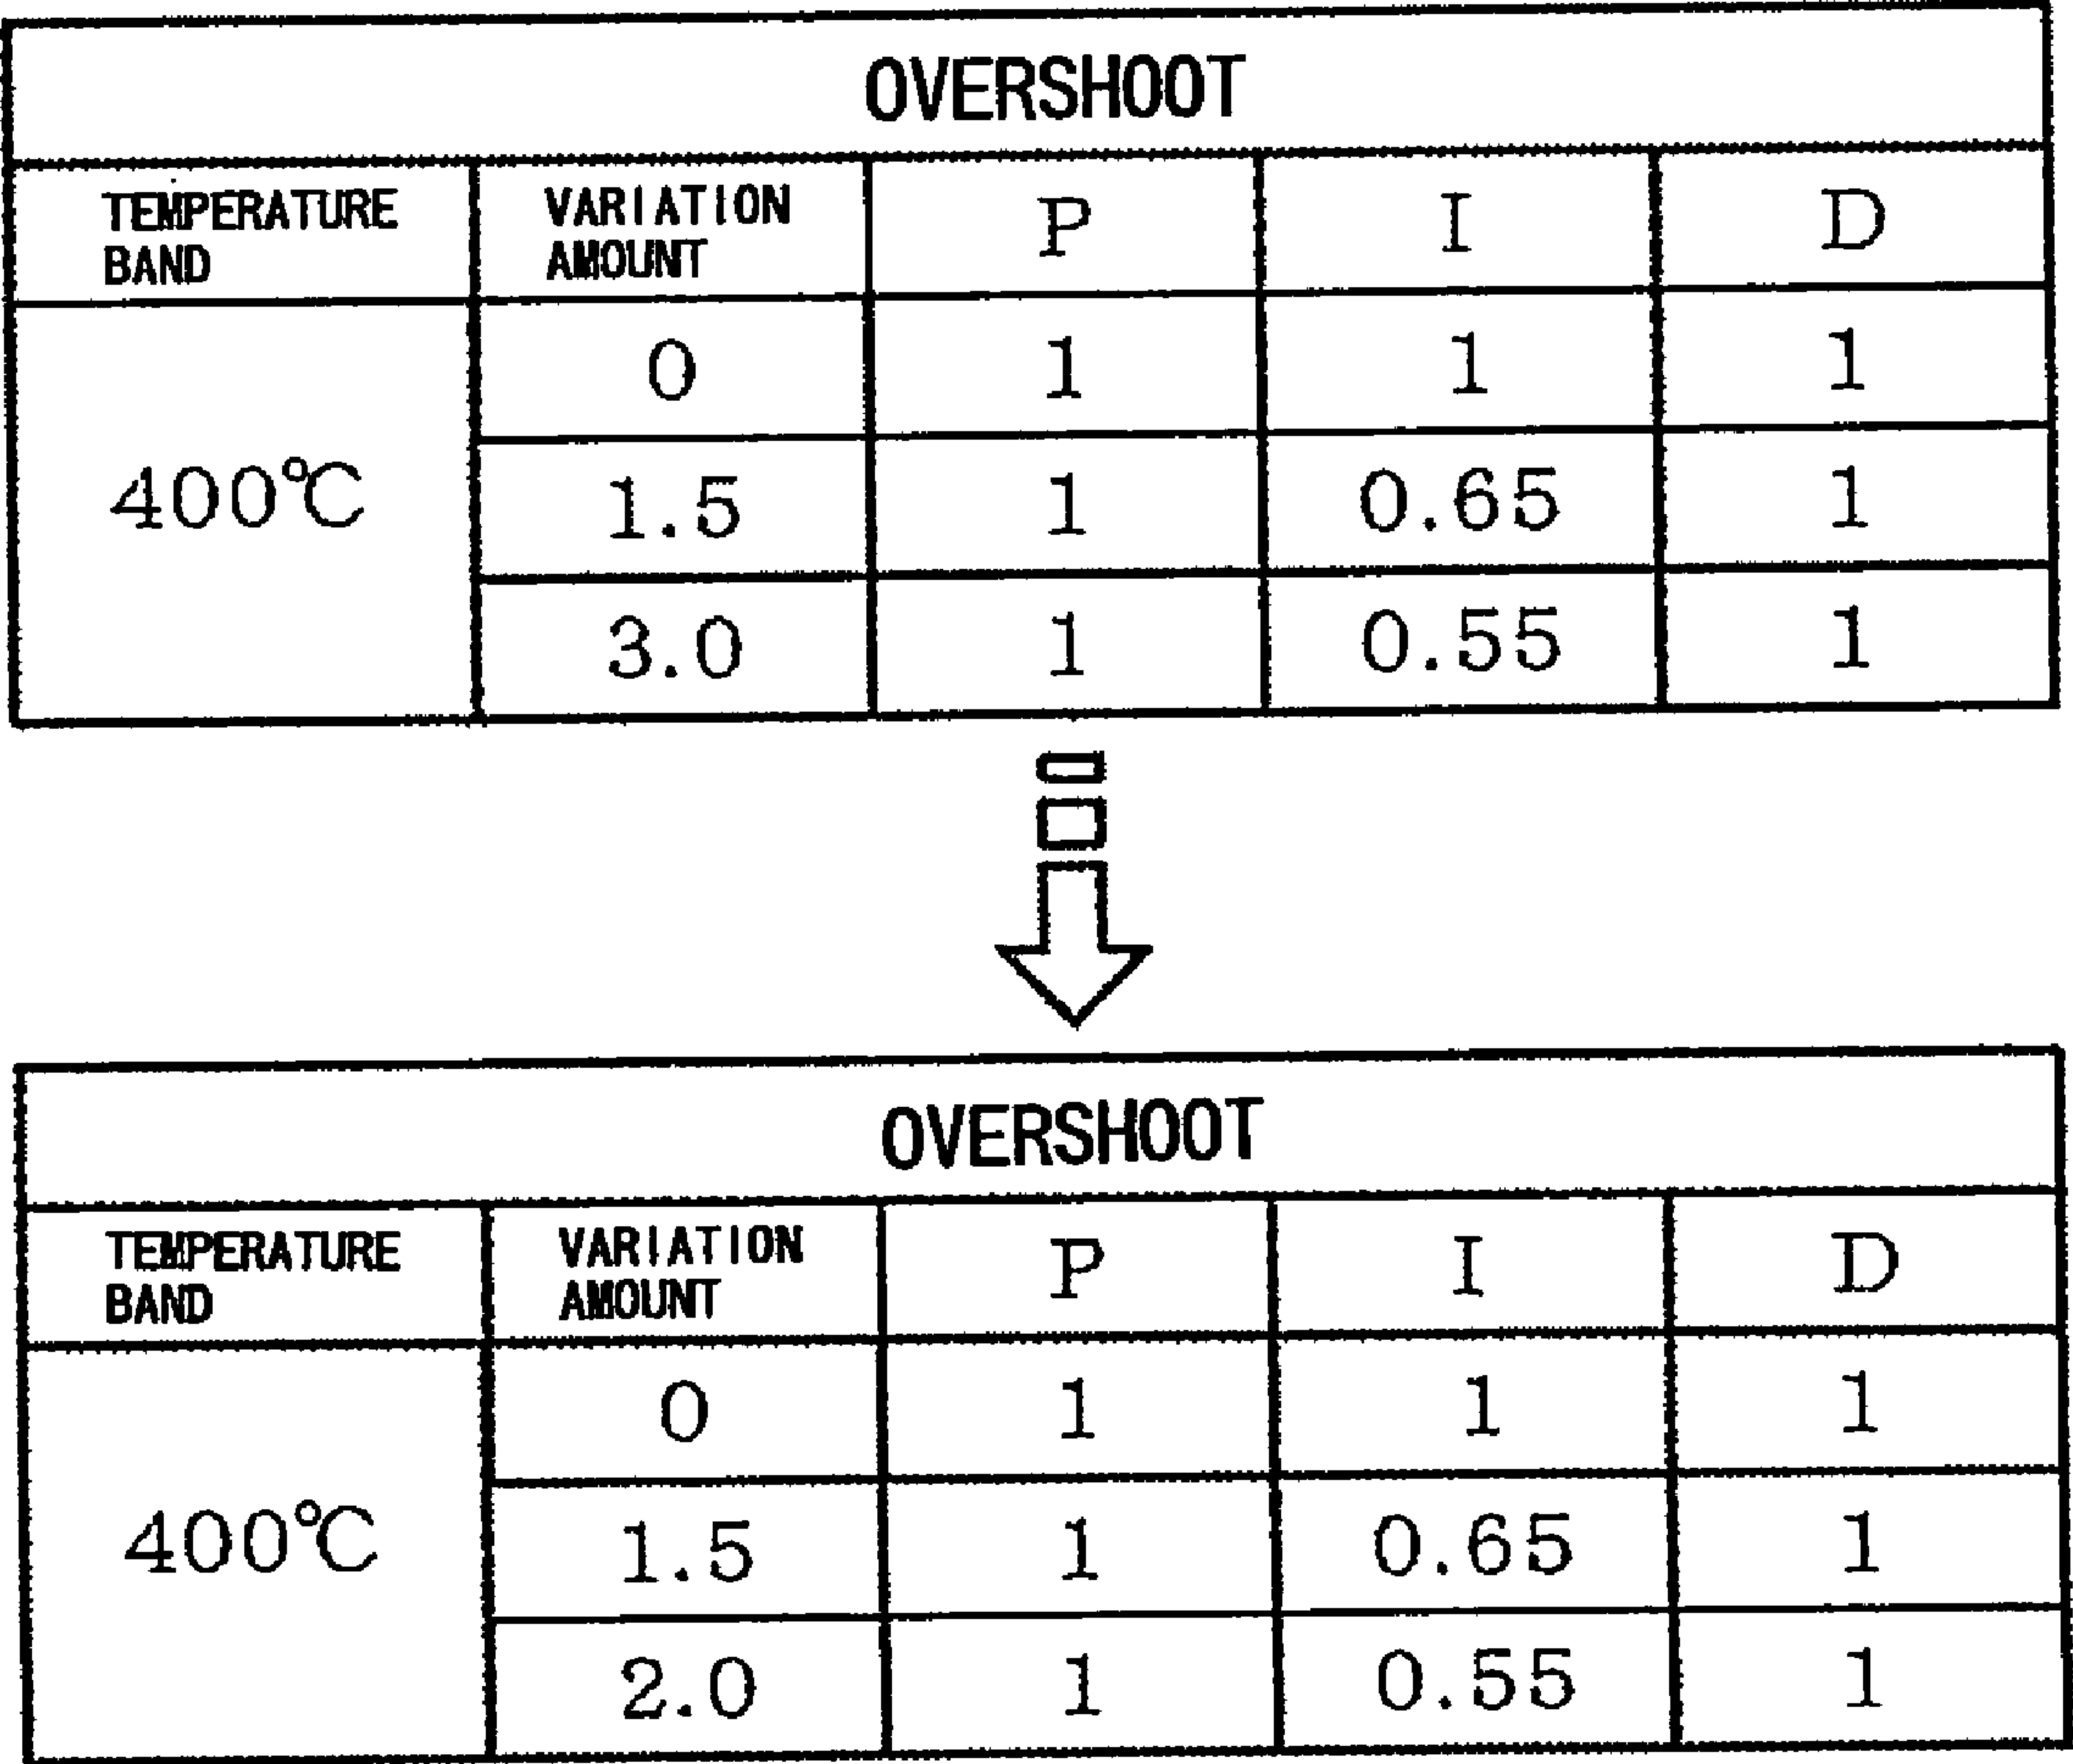 OVERSHOOT
TEMPERATURE BAND VARIATION AMOUNT P I D
400℃ 0 1 1 1
1.5 1 0.65 1
3.0 1 0.55 1
OVERSHOOT
TEMPERATURE BAND VARIATION AMOUNT P I D
400℃ 0 1 1 1
1.5 1 0.65 1
2.0 1 0.55 1